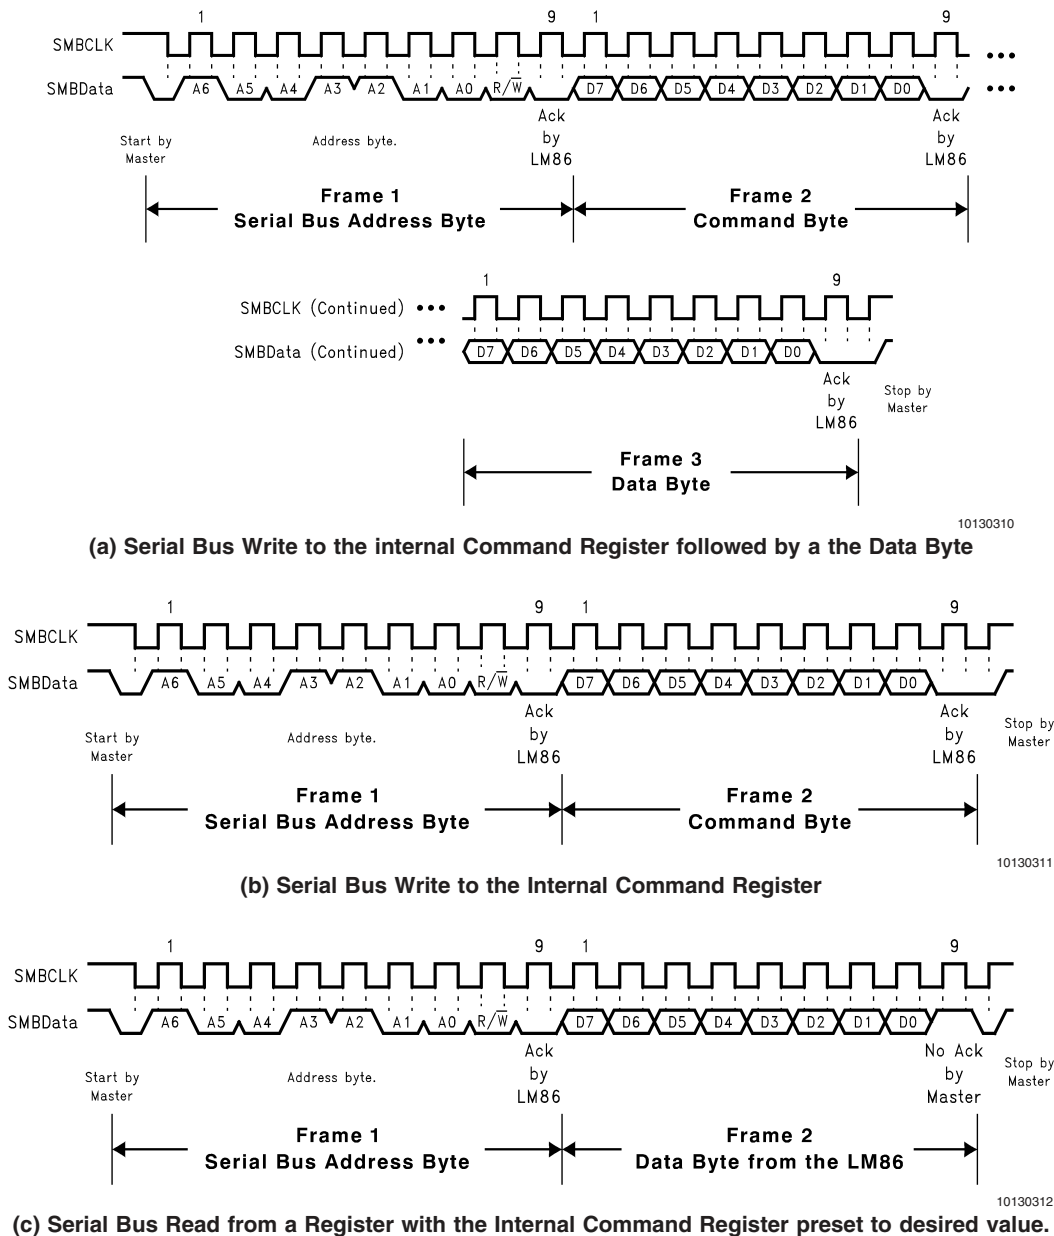 1 9 1 9
SMBCLK
SMBData A6 A5 A4 A3 A2 A1 A0 R/W̅ D7 D6 D5 D4 D3 D2 D1 D0
Start by
Master
Address byte.
Ack
by
LM86
Ack
by
LM86
Frame 1
Serial Bus Address Byte
Frame 2
Command Byte
1 9
SMBCLK (Continued)
SMBData (Continued) D7 D6 D5 D4 D3 D2 D1 D0
Ack
by
LM86
Stop by
Master
Frame 3
Data Byte
10130310
(a) Serial Bus Write to the internal Command Register followed by a the Data Byte
1 9 1 9
SMBCLK
SMBData A6 A5 A4 A3 A2 A1 A0 R/W̅ D7 D6 D5 D4 D3 D2 D1 D0
Start by
Master
Address byte.
Ack
by
LM86
Ack
by
LM86
Stop by
Master
Frame 1
Serial Bus Address Byte
Frame 2
Command Byte
10130311
(b) Serial Bus Write to the Internal Command Register
1 9 1 9
SMBCLK
SMBData A6 A5 A4 A3 A2 A1 A0 R/W̅ D7 D6 D5 D4 D3 D2 D1 D0
Start by
Master
Address byte.
Ack
by
LM86
No Ack
by
Master
Stop by
Master
Frame 1
Serial Bus Address Byte
Frame 2
Data Byte from the LM86
10130312
(c) Serial Bus Read from a Register with the Internal Command Register preset to desired value.